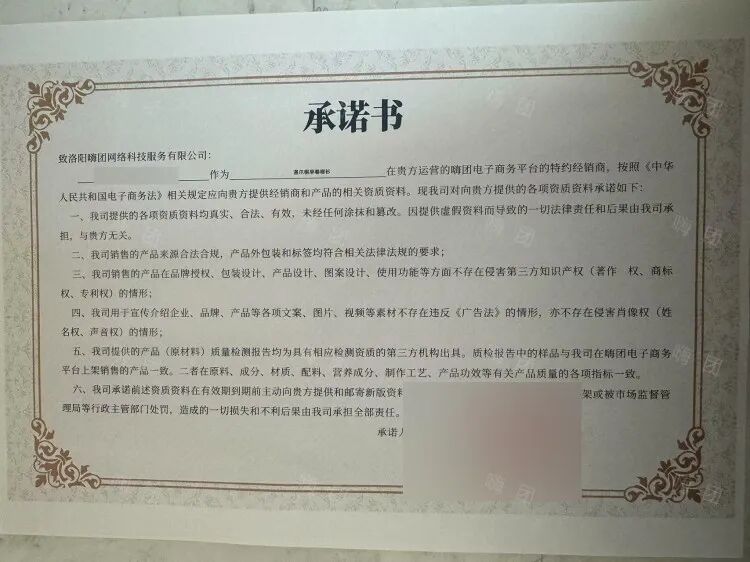 承诺书
致洛阳嗨团网络科技服务有限公司：
作为 在贵方运营的嗨团电子商务平台的特约经销商，按照《中华
人民共和国电子商务法》相关规定应向贵方提供经销商和产品的相关资质资料。现我司对向贵方提供的各项资质资料承诺如下：
一、我司提供的各项资质资料均真实、合法、有效，未经任何涂抹和篡改。因提供虚假资料而导致的一切法律责任和后果由我司承
担，与贵方无关。
二、我司销售的产品来源合法合规，产品外包装和标签均符合相关法律法规的要求；
三、我司销售的产品在品牌授权、包装设计、产品设计、图案设计、使用功能等方面不存在侵害第三方知识产权（著作 权、商标
权、专利权）的情形；
四、我司用于宣传介绍企业、品牌、产品等各项文案、图片、视频等素材不存在违反《广告法》的情形，亦不存在侵害肖像权（姓
名权、声音权）的情形；
五、我司提供的产品（原材料）质量检测报告均为具有相应检测资质的第三方机构出具。质检报告中的样品与我司在嗨团电子商务
平台上架销售的产品一致。二者在原料、成分、材质、配料、营养成分、制作工艺、产品功效等有关产品质量的各项指标一致。
六、我司承诺前述资质资料在有效期到期前主动向贵方提供和邮寄新版资料 架或被市场监督管
理局等行政主管部门处罚，造成的一切损失和不利后果由我司承担全部责任。
承诺人
嗨团
嗨团
嗨团
嗨团
嗨团
嗨团
嗨团
嗨团